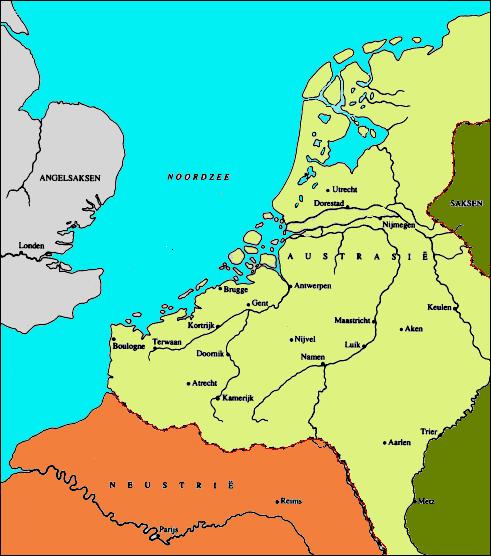 NOORDZEE
ANGELSAKSEN
Utrecht
Dorestad
SAKSEN
Nijmegen
Londen
AUSTRASIË
Brugge
Antwerpen
Gent
Keulen
Kortrijk
Maastricht
Aken
Boulogne
Terwaan
Nijvel
Luik
Doornik
Namen
Atrecht
Kamerijk
Trier
Aarlen
NEUSTRIË
Reims
Metz
Parijs